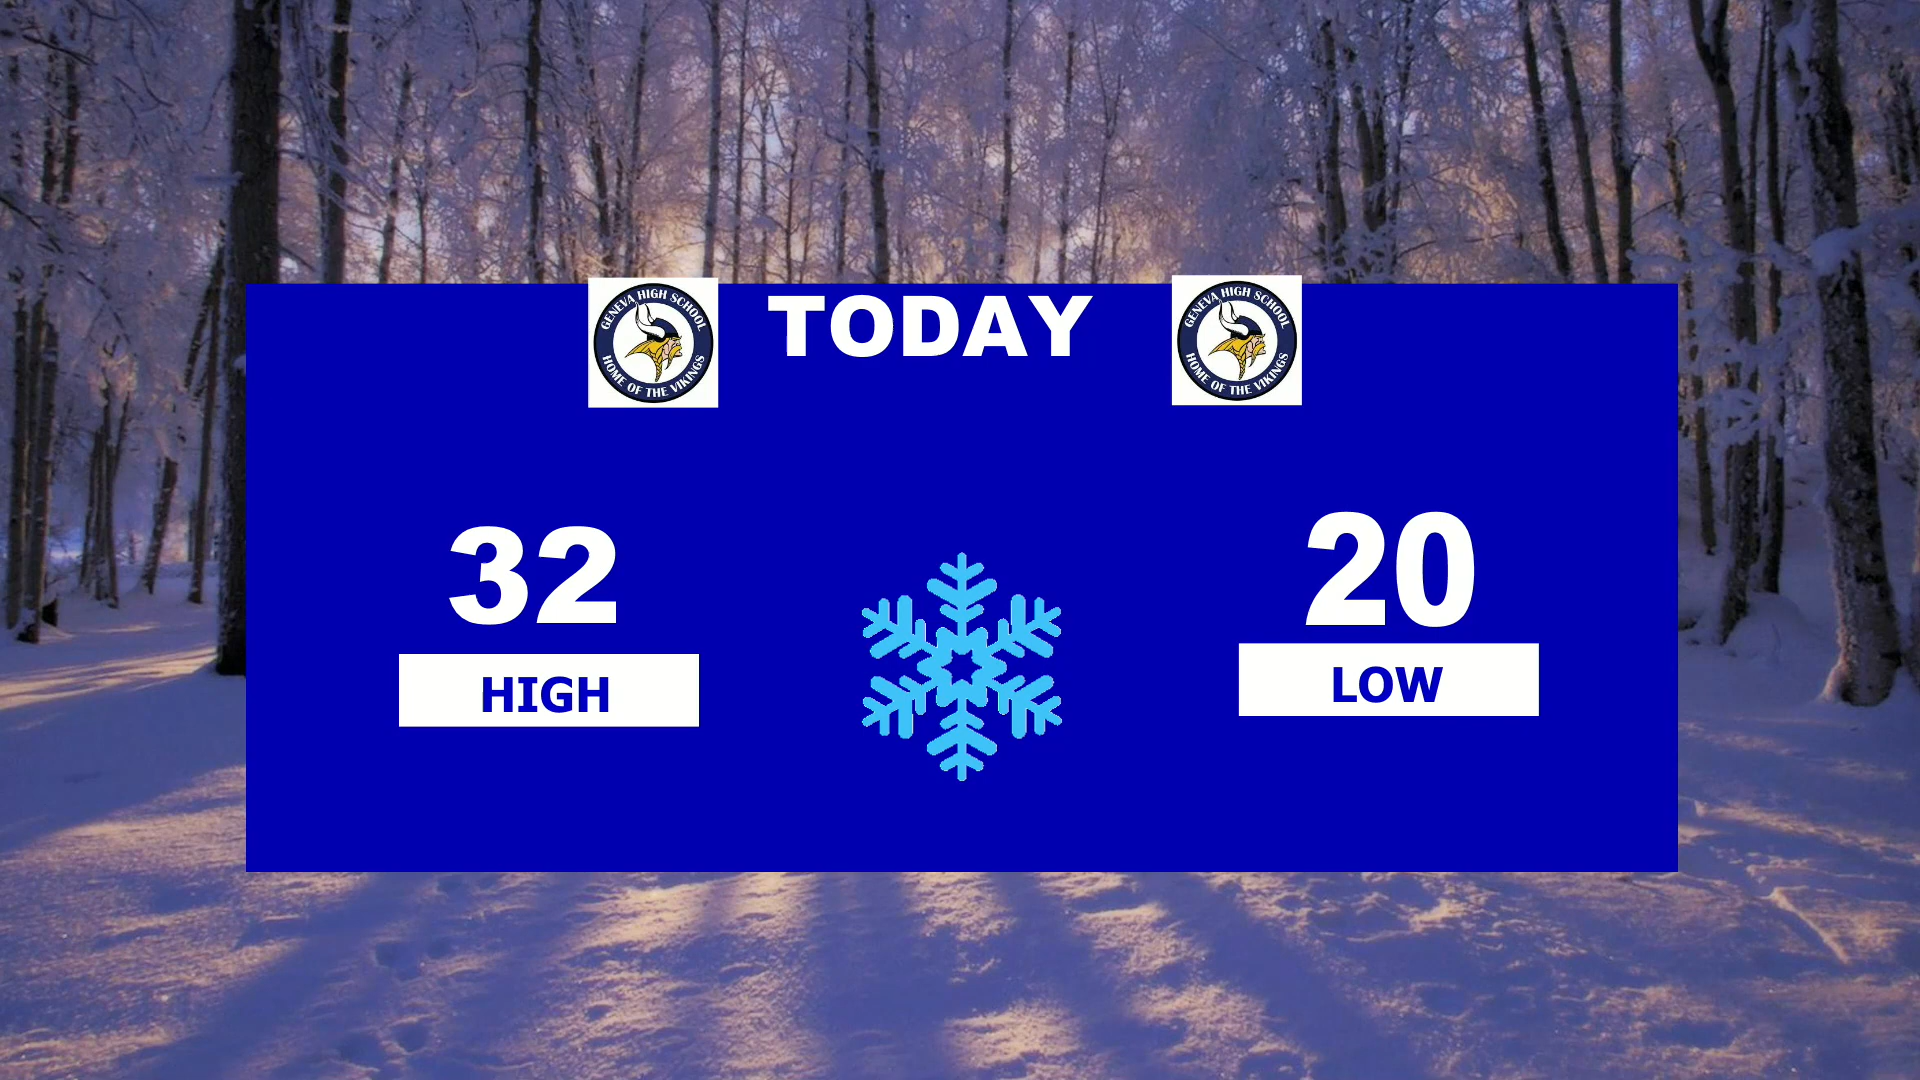 GENEVA HIGH SCHOOL
HOME OF THE VIKINGS
TODAY
GENEVA HIGH SCHOOL
HOME OF THE VIKINGS
32
HIGH
20
LOW